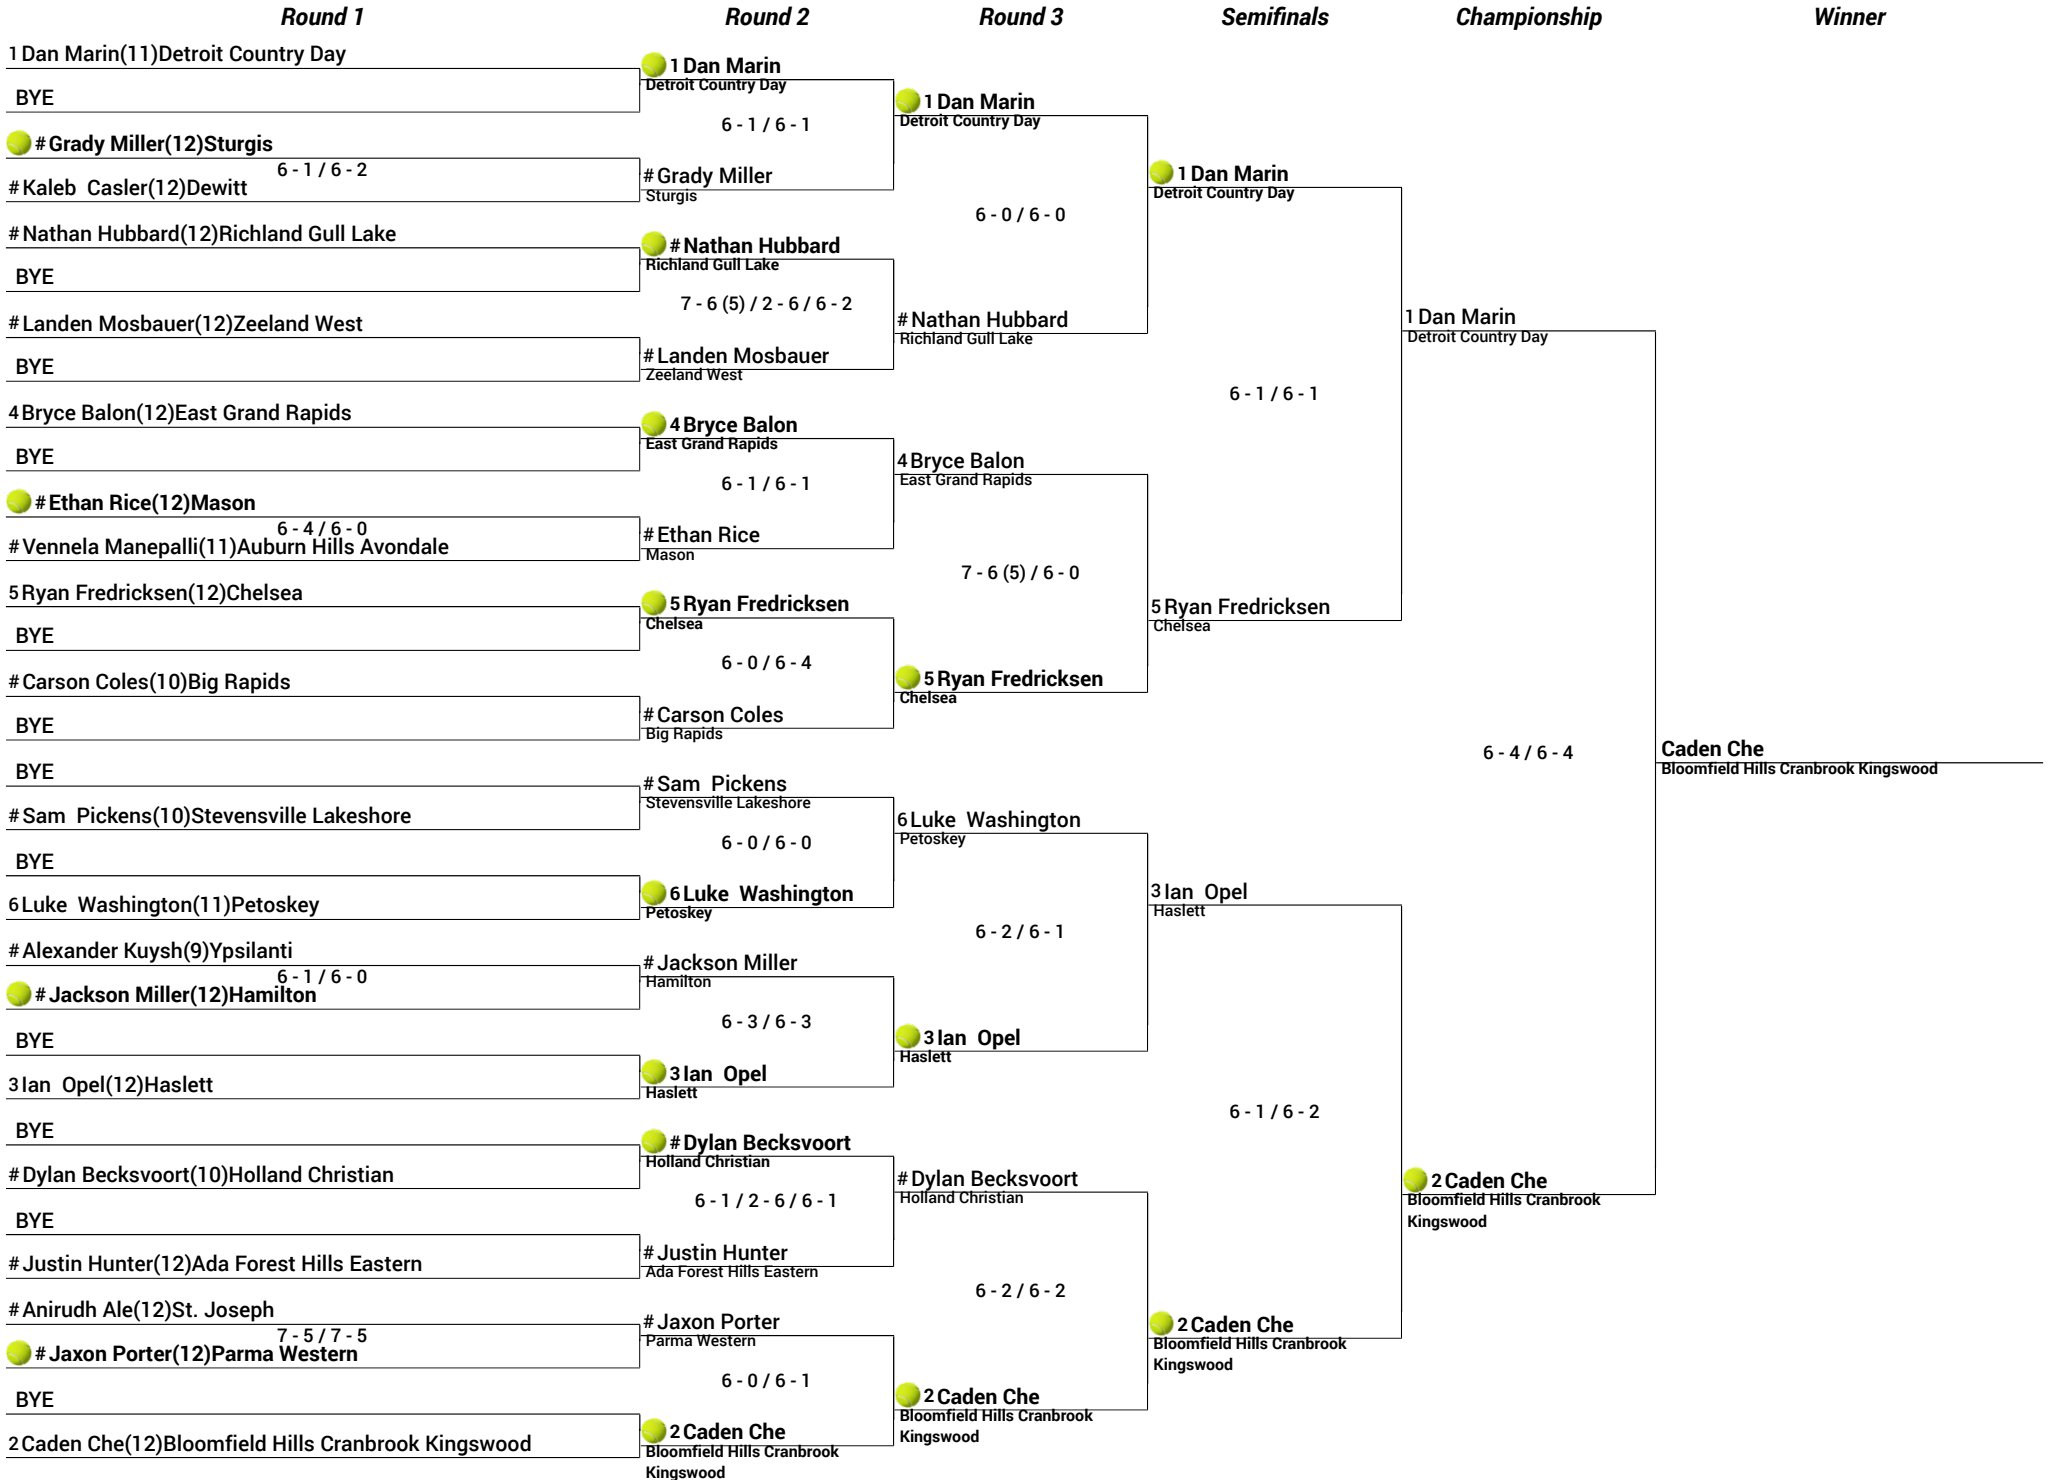 Round 1
Round 2
Round 3
Semifinals
Championship
Winner
1 Dan Marin(11)Detroit Country Day
BYE
# Grady Miller(12)Sturgis
6 - 1 / 6 - 2
# Kaleb  Casler(12)Dewitt
# Nathan Hubbard(12)Richland Gull Lake
BYE
# Landen Mosbauer(12)Zeeland West
BYE
4 Bryce Balon(12)East Grand Rapids
BYE
# Ethan Rice(12)Mason
6 - 4 / 6 - 0
# Vennela Manepalli(11)Auburn Hills Avondale
5 Ryan Fredricksen(12)Chelsea
BYE
# Carson Coles(10)Big Rapids
BYE
BYE
# Sam  Pickens(10)Stevensville Lakeshore
BYE
6 Luke  Washington(11)Petoskey
# Alexander Kuysh(9)Ypsilanti
6 - 1 / 6 - 0
# Jackson Miller(12)Hamilton
BYE
3 Ian  Opel(12)Haslett
BYE
# Dylan Becksvoort(10)Holland Christian
BYE
# Justin Hunter(12)Ada Forest Hills Eastern
# Anirudh Ale(12)St. Joseph
7 - 5 / 7 - 5
# Jaxon Porter(12)Parma Western
BYE
2 Caden Che(12)Bloomfield Hills Cranbrook Kingswood
1 Dan Marin
Detroit Country Day
6 - 1 / 6 - 1
# Grady Miller
Sturgis
# Nathan Hubbard
Richland Gull Lake
7 - 6 (5) / 2 - 6 / 6 - 2
# Landen Mosbauer
Zeeland West
4 Bryce Balon
East Grand Rapids
6 - 1 / 6 - 1
# Ethan Rice
Mason
5 Ryan Fredricksen
Chelsea
6 - 0 / 6 - 4
# Carson Coles
Big Rapids
# Sam  Pickens
Stevensville Lakeshore
6 - 0 / 6 - 0
6 Luke  Washington
Petoskey
# Jackson Miller
Hamilton
6 - 3 / 6 - 3
3 Ian  Opel
Haslett
# Dylan Becksvoort
Holland Christian
6 - 1 / 2 - 6 / 6 - 1
# Justin Hunter
Ada Forest Hills Eastern
# Jaxon Porter
Parma Western
6 - 0 / 6 - 1
2 Caden Che
Bloomfield Hills Cranbrook
Kingswood
1 Dan Marin
Detroit Country Day
6 - 0 / 6 - 0
# Nathan Hubbard
Richland Gull Lake
4 Bryce Balon
East Grand Rapids
7 - 6 (5) / 6 - 0
5 Ryan Fredricksen
Chelsea
6 Luke  Washington
Petoskey
6 - 2 / 6 - 1
3 Ian  Opel
Haslett
# Dylan Becksvoort
Holland Christian
6 - 2 / 6 - 2
2 Caden Che
Bloomfield Hills Cranbrook
Kingswood
1 Dan Marin
Detroit Country Day
6 - 1 / 6 - 1
5 Ryan Fredricksen
Chelsea
3 Ian  Opel
Haslett
6 - 1 / 6 - 2
2 Caden Che
Bloomfield Hills Cranbrook
Kingswood
1 Dan Marin
Detroit Country Day
6 - 4 / 6 - 4
2 Caden Che
Bloomfield Hills Cranbrook
Kingswood
Caden Che
Bloomfield Hills Cranbrook Kingswood